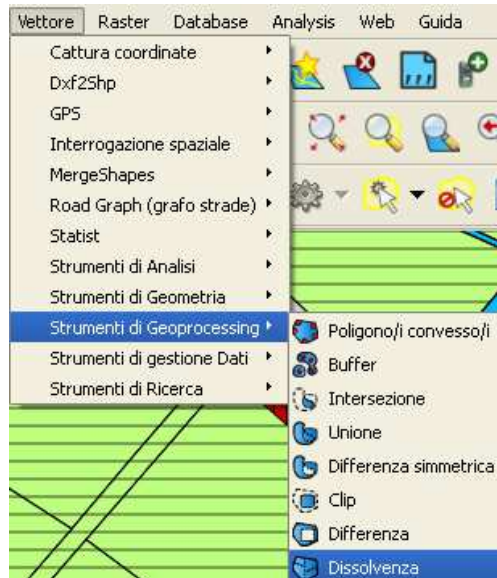 Vettore Raster Database Analysis Web Guida
Cattura coordinate
Dxf2Shp
GPS
Interrogazione spaziale
MergeShapes
Road Graph (grafo strade)
Statist
Strumenti di Analisi
Strumenti di Geometria
Strumenti di Geoprocessing
Strumenti di gestione Dati
Strumenti di Ricerca
Poligono/i convesso/i
Buffer
Intersezione
Unione
Differenza simmetrica
Clip
Differenza
Dissolvenza